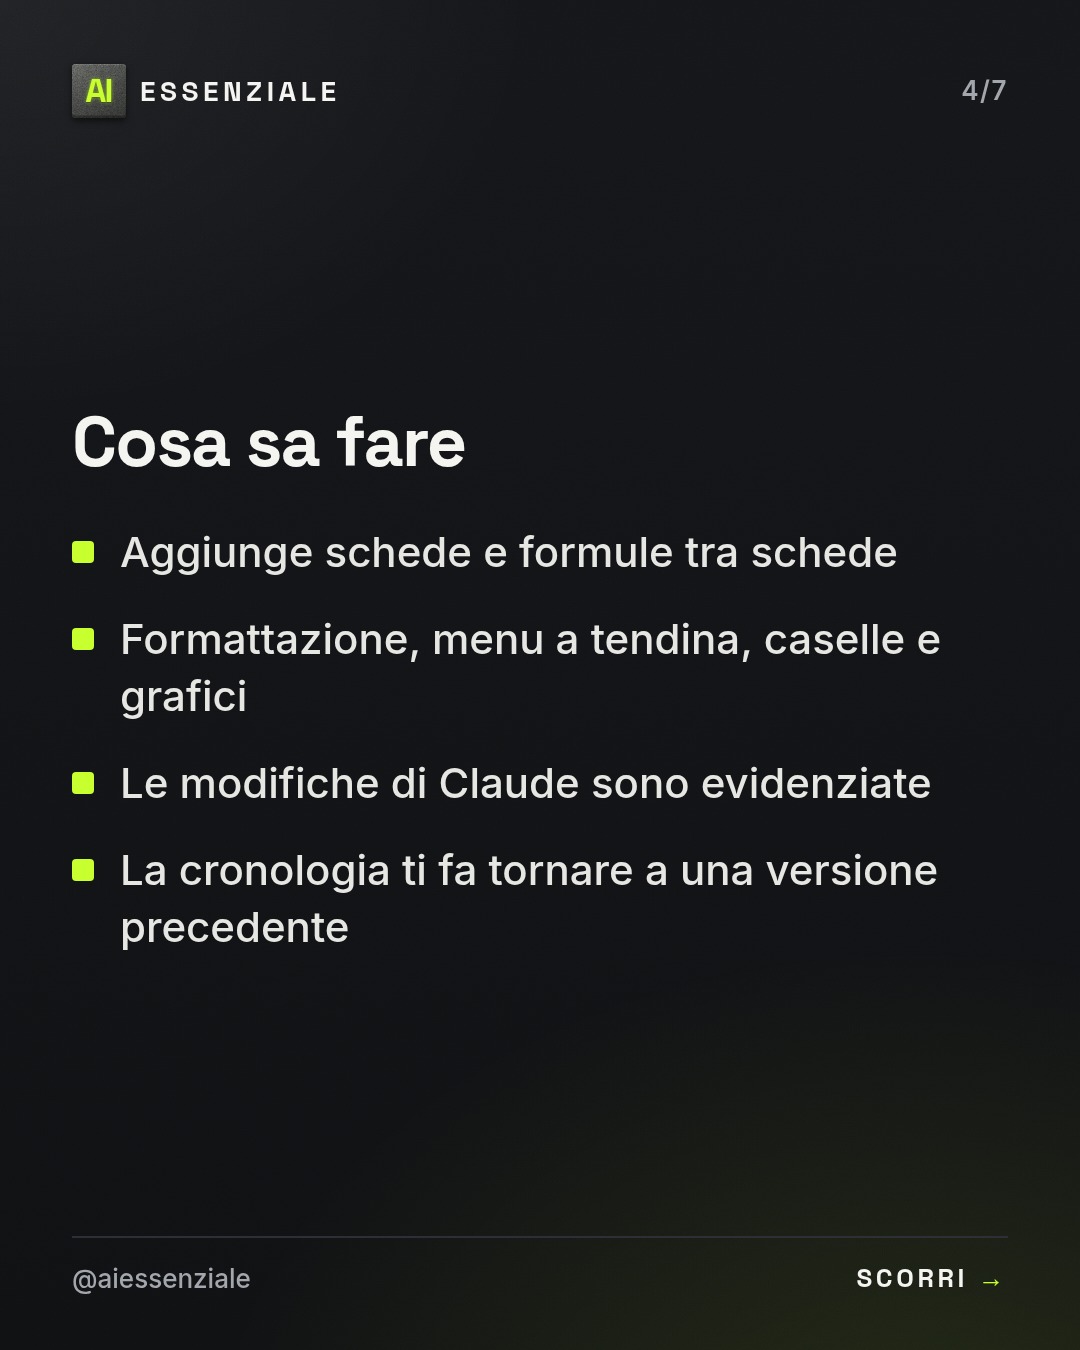 AI ESSENZIALE
4/7
Cosa sa fare
Aggiunge schede e formule tra schede
Formattazione, menu a tendina, caselle e
grafici
Le modifiche di Claude sono evidenziate
La cronologia ti fa tornare a una versione
precedente
@aiessenziale
SCORRI →